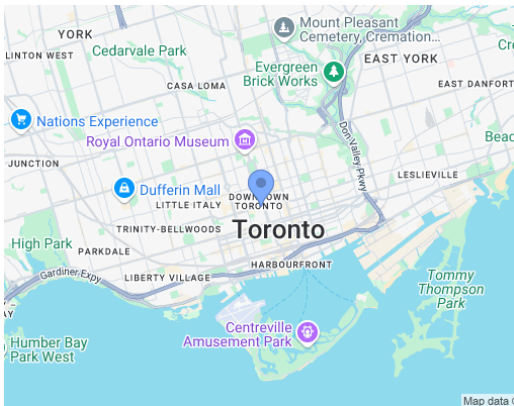 YORK
Mount Pleasant
Cemetery, Cremation...
Cedarvale Park
LINTON WEST
EAST YORK
Evergreen
Brick Works
CASA LOMA
EAST DANFORT
Nations Experience
Royal Ontario Museum
Don Valley Pkwy
Beac
JUNCTION
LESLIEVILLE
Dufferin Mall
DOWNTOWN
TORONTO
LITTLE ITALY
TRINITY-BELLWOODS
Toronto
High Park
PARKDALE
HARBOURFRONT
Gardiner Expy
LIBERTY VILLAGE
Tommy
Thompson
Park
Centreville
Amusement Park
Humber Bay
Park West
Map data